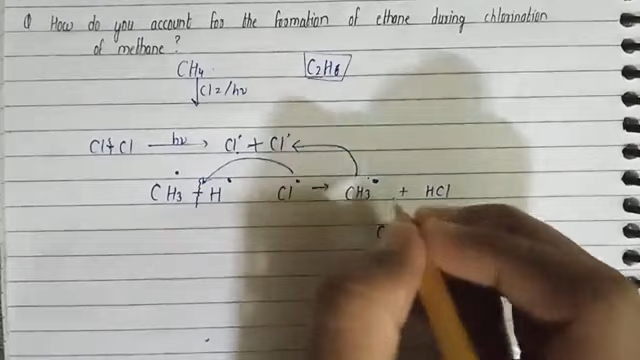 Q How do you account for the formation of ethane during chlorination
of methane ?
CH4 C2H6
Cl2/hν
Cl+Cl hν → Cl• + Cl•
•CH3 + H• Cl• → CH3• + HCl
C